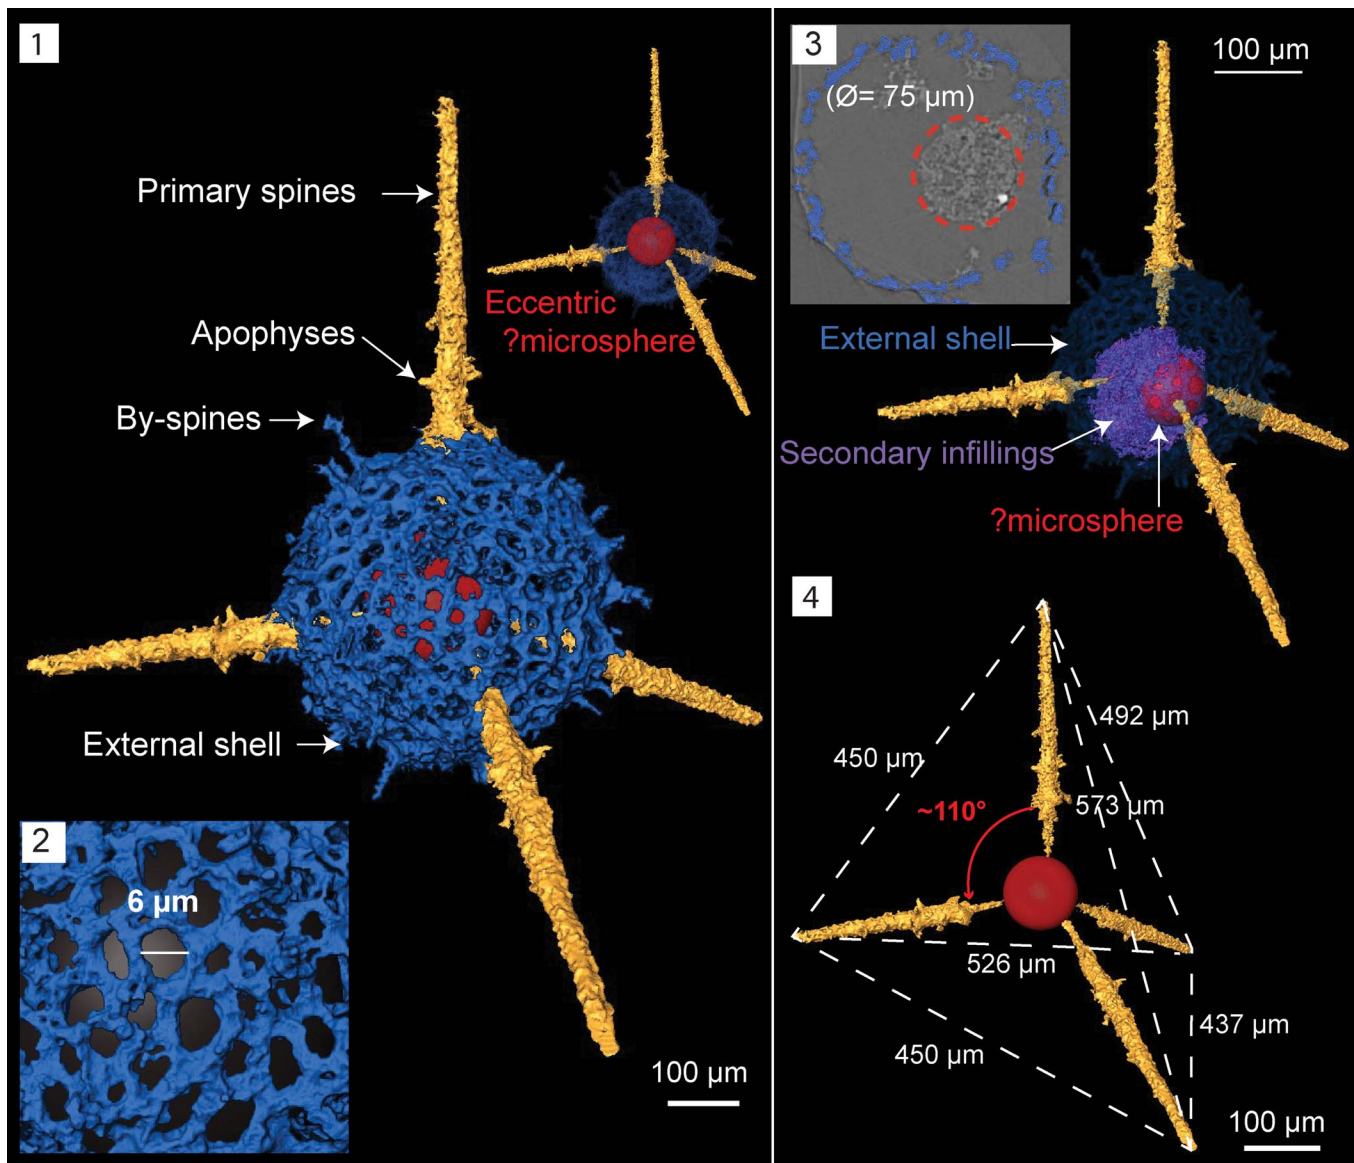 1
Primary spines
Apophyses
By-spines
External shell
Eccentric
?microsphere
100 µm
2
6 µm
3
(Ø= 75 µm)
100 µm
External shell
Secondary infillings
?microsphere
4
450 µm
492 µm
573 µm
~110°
526 µm
437 µm
450 µm
100 µm